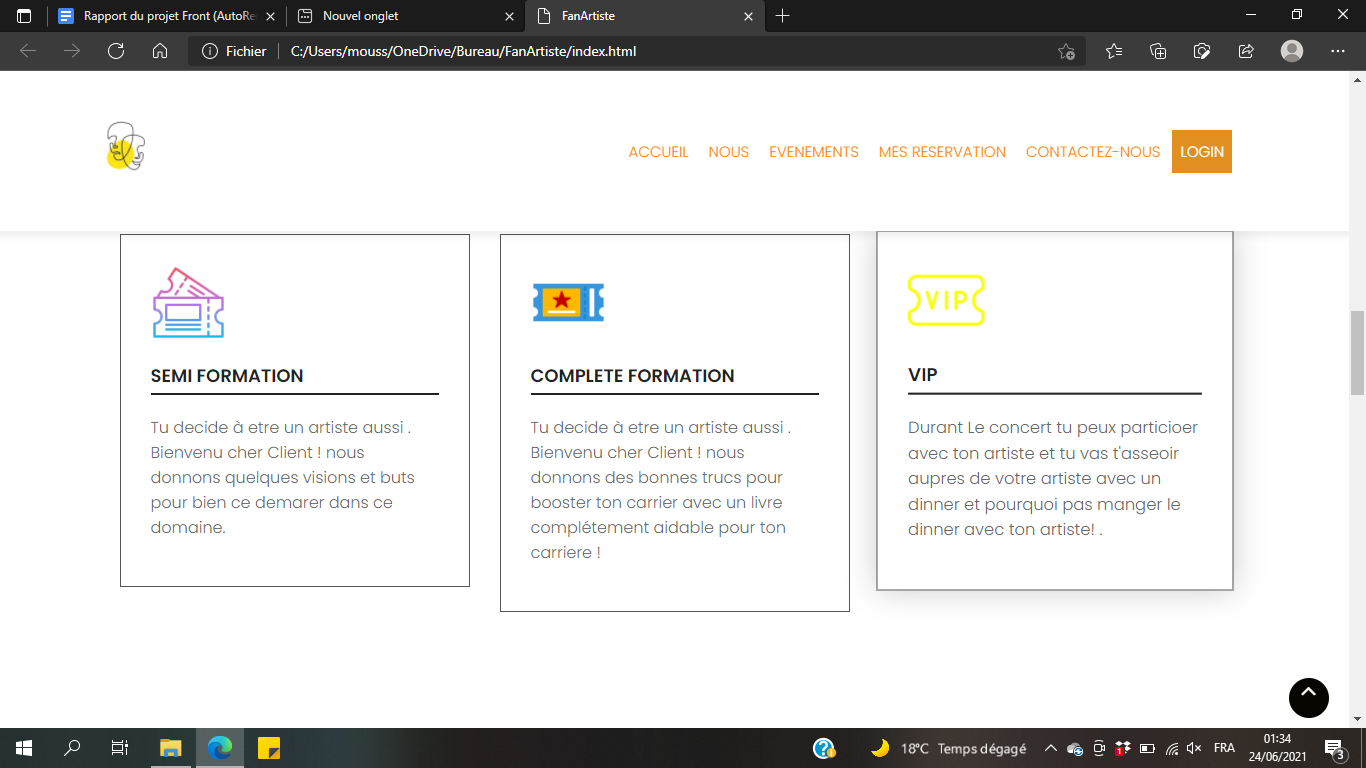 Rapport du projet Front (AutoRe
Nouvel onglet
FanArtiste
Fichier
C:/Users/mouss/OneDrive/Bureau/FanArtiste/index.html
ACCUEIL
NOUS
EVENEMENTS
MES RESERVATION
CONTACTEZ-NOUS
LOGIN
SEMI FORMATION
Tu decide à etre un artiste aussi .
Bienvenu cher Client ! nous
donnons quelques visions et buts
pour bien ce demarer dans ce
domaine.
COMPLETE FORMATION
Tu decide à etre un artiste aussi .
Bienvenu cher Client ! nous
donnons des bonnes trucs pour
booster ton carrier avec un livre
complétement aidable pour ton
carriere !
VIP
VIP
Durant Le concert tu peux particioer
avec ton artiste et tu vas t'asseoir
aupres de votre artiste avec un
dinner et pourquoi pas manger le
dinner avec ton artiste! .
18°C Temps dégagé
FRA
01:34
24/06/2021
3